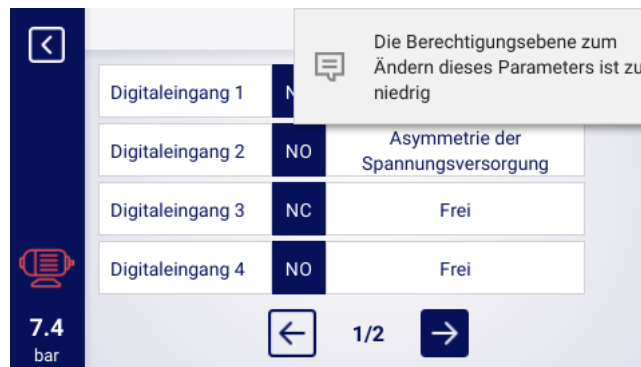 Die Berechtigungsebene zum
Ändern dieses Parameters ist zu
niedrig
Digitaleingang 1
Digitaleingang 2 NO Asymmetrie der
Spannungsversorgung
Digitaleingang 3 NC Frei
Digitaleingang 4 NO Frei
7.4 1/2
bar